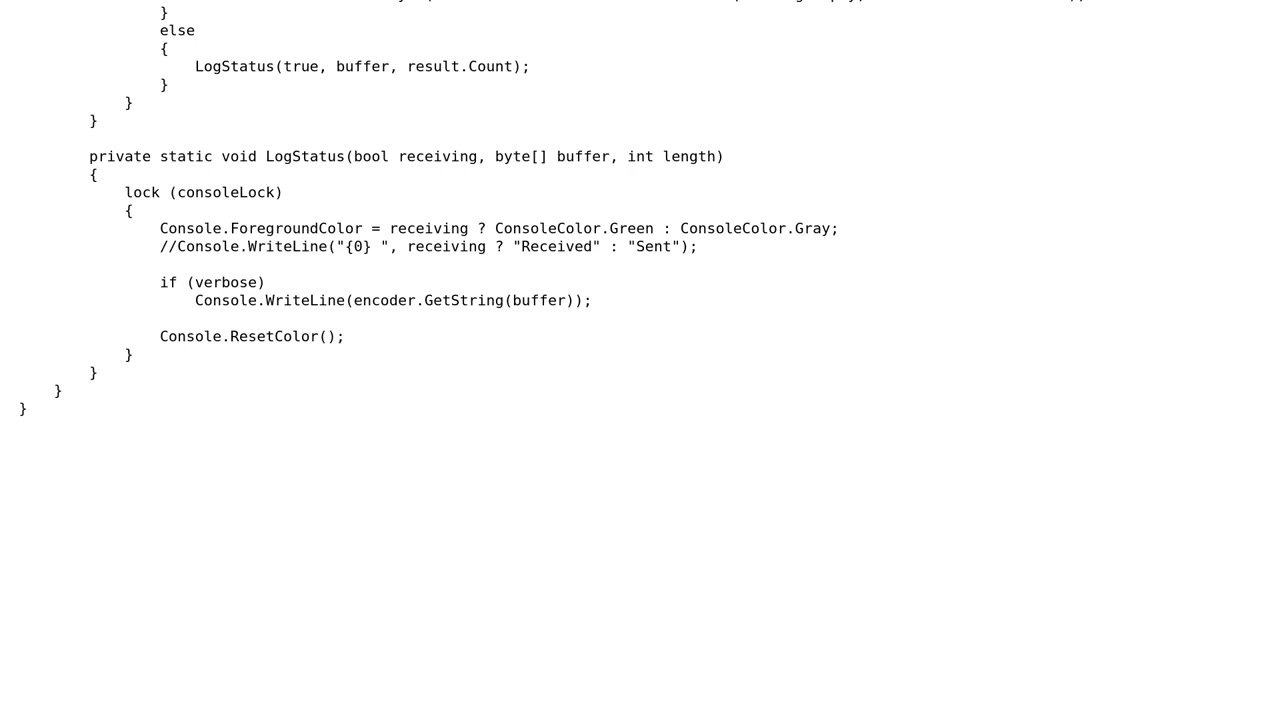 }
else
{
LogStatus(true, buffer, result.Count);
}
}
}
private static void LogStatus(bool receiving, byte[] buffer, int length)
{
lock (consoleLock)
{
Console.ForegroundColor = receiving ? ConsoleColor.Green : ConsoleColor.Gray;
//Console.WriteLine("{0} ", receiving ? "Received" : "Sent");
if (verbose)
Console.WriteLine(encoder.GetString(buffer));
Console.ResetColor();
}
}
}
}